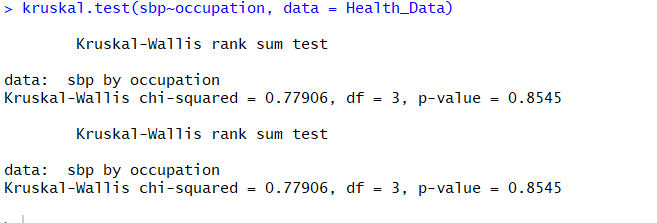 > kruskal.test(sbp~occupation, data = Health_Data)
Kruskal-Wallis rank sum test
data:  sbp by occupation
Kruskal-Wallis chi-squared = 0.77906, df = 3, p-value = 0.8545
Kruskal-Wallis rank sum test
data:  sbp by occupation
Kruskal-Wallis chi-squared = 0.77906, df = 3, p-value = 0.8545